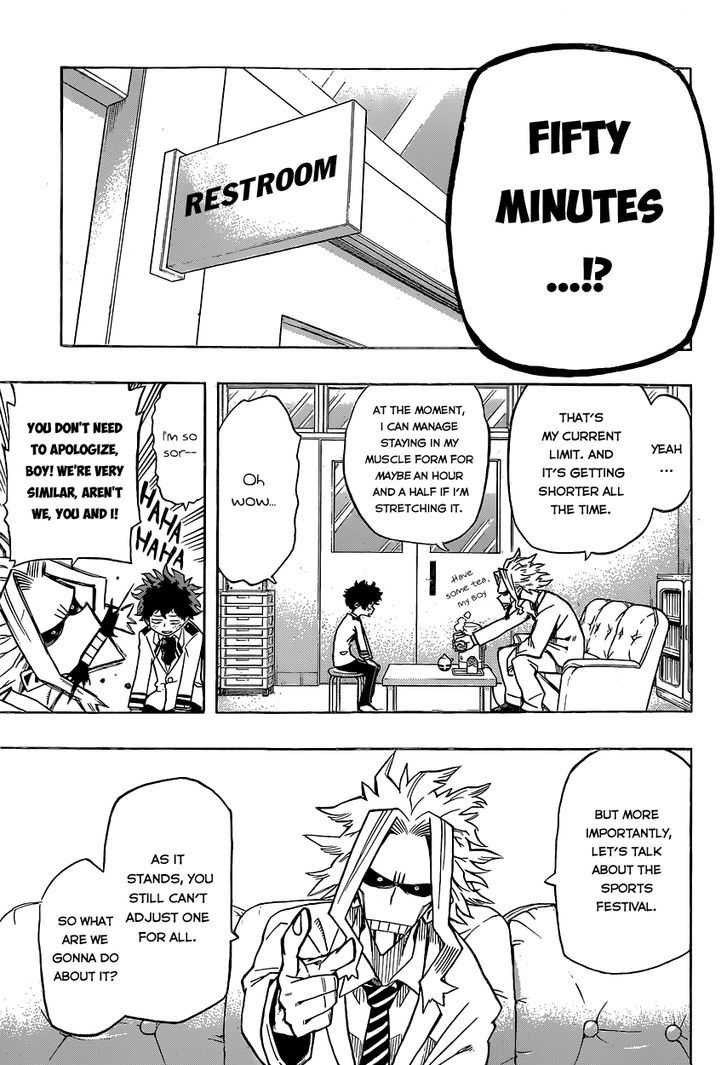 FIFTY
MINUTES
...!?
RESTROOM
YEAH
...
THAT'S
MY CURRENT
LIMIT. AND
IT'S GETTING
SHORTER ALL
THE TIME.
AT THE MOMENT,
I CAN MANAGE
STAYING IN MY
MUSCLE FORM FOR
MAYBE AN HOUR
AND A HALF IF I'M
STRETCHING IT.
Have
some tea,
my boy
Oh
wow...
I'm so
sor--
YOU DON'T NEED
TO APOLOGIZE,
BOY! WE'RE VERY
SIMILAR, AREN'T
WE, YOU AND I!
HAHA
HAHA
BUT MORE
IMPORTANTLY,
LET'S TALK
ABOUT THE
SPORTS
FESTIVAL.
AS IT
STANDS, YOU
STILL CAN'T
ADJUST ONE
FOR ALL.
SO WHAT
ARE WE
GONNA DO
ABOUT IT?